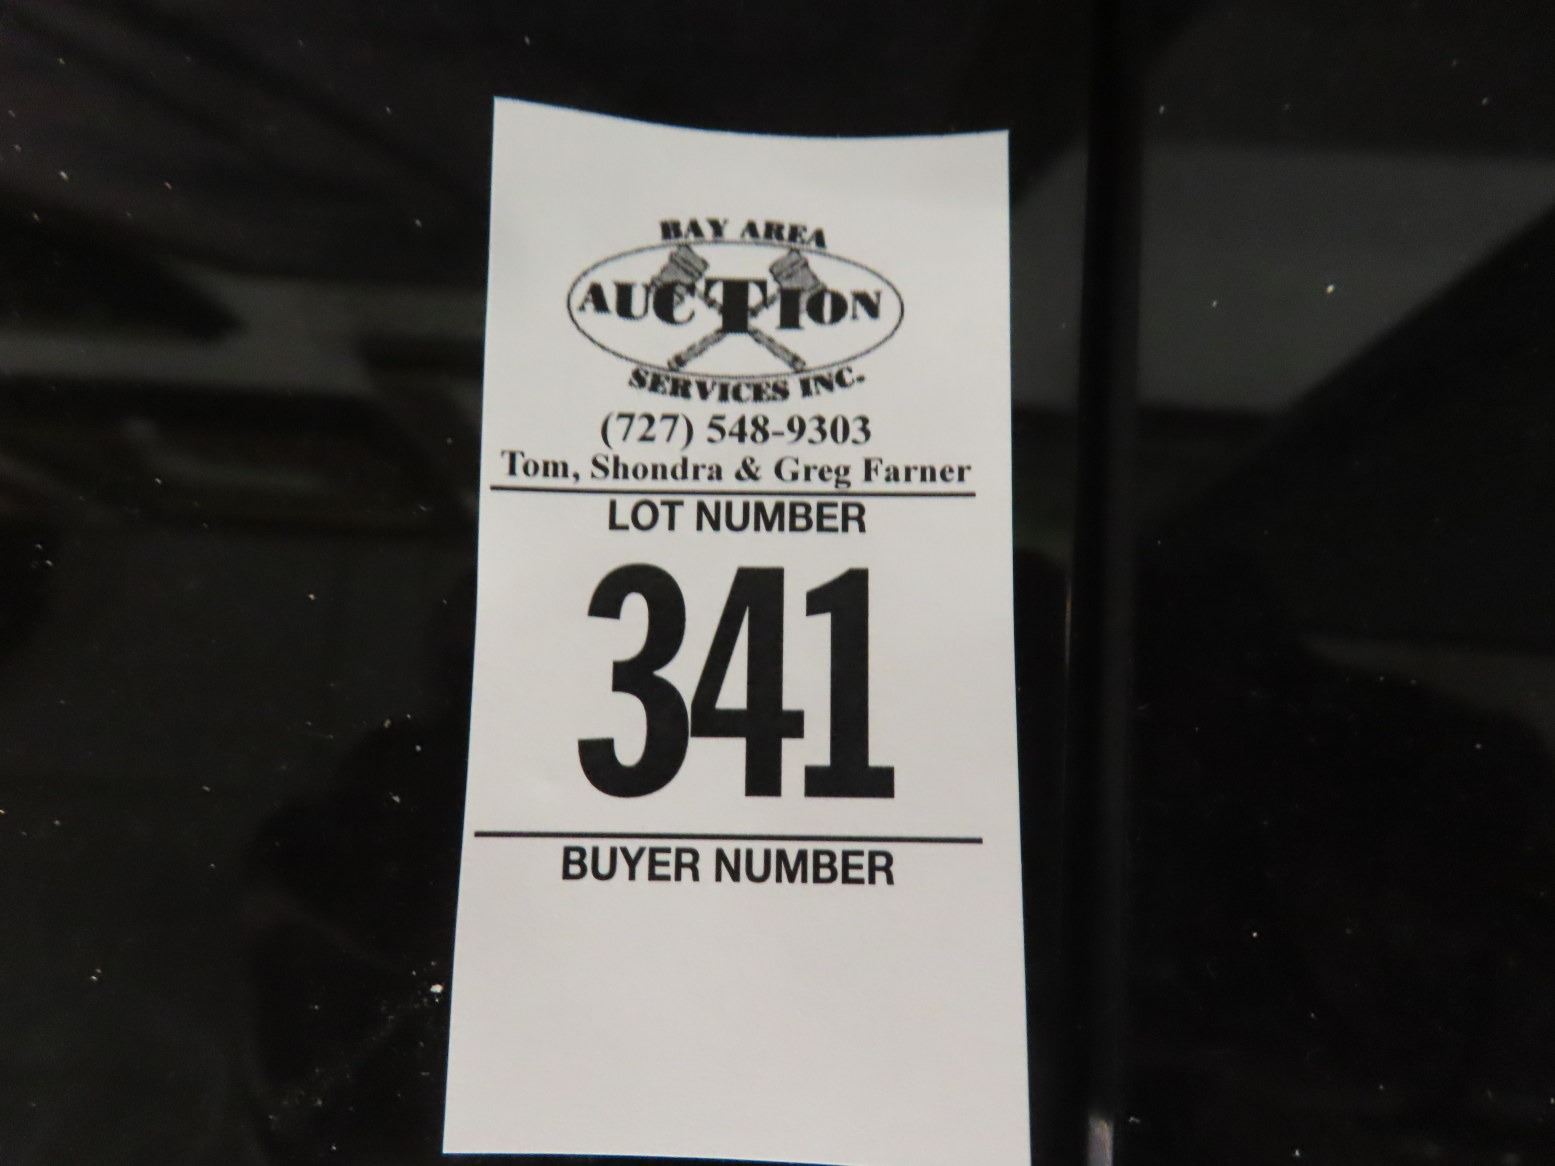 BAY AREA
AUCTION
SERVICES INC.
(727) 548-9303
Tom, Shondra & Greg Farner
LOT NUMBER
341
BUYER NUMBER